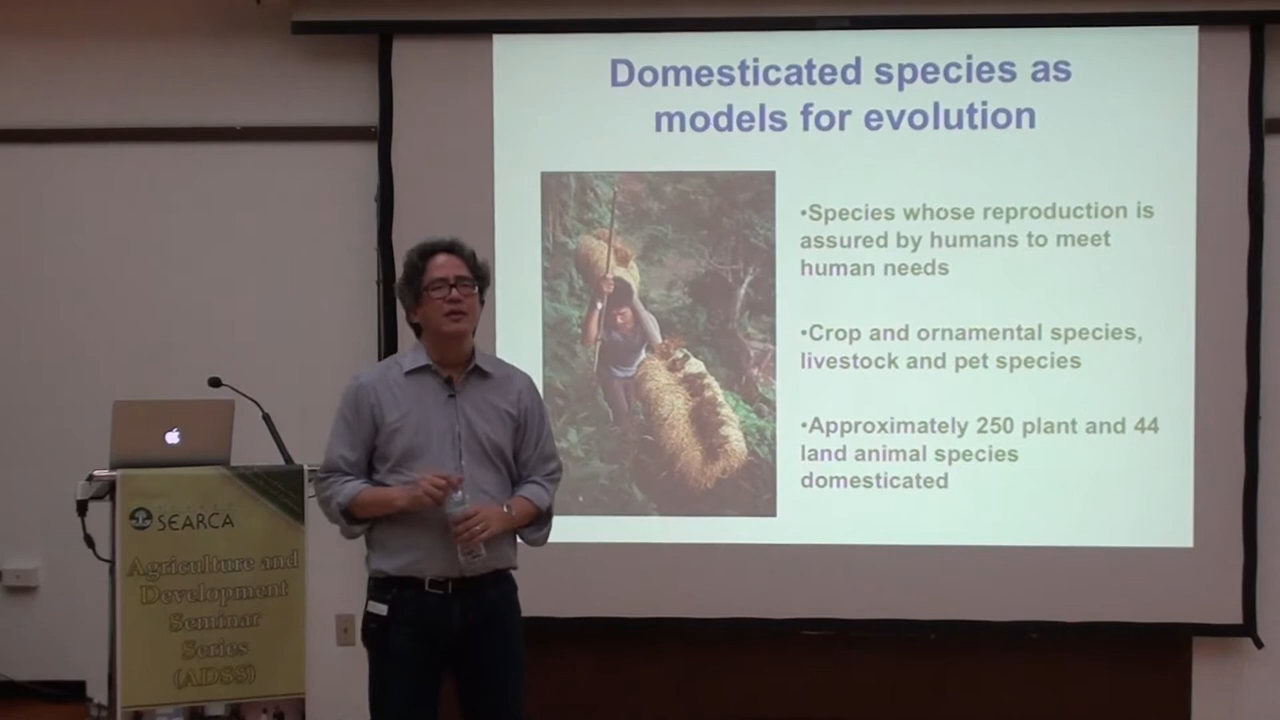 Domesticated species as
models for evolution
•Species whose reproduction is
assured by humans to meet
human needs
•Crop and ornamental species,
livestock and pet species
•Approximately 250 plant and 44
land animal species
domesticated
SEARCA
Agriculture and
Development
Seminar
Series
(ADSS)